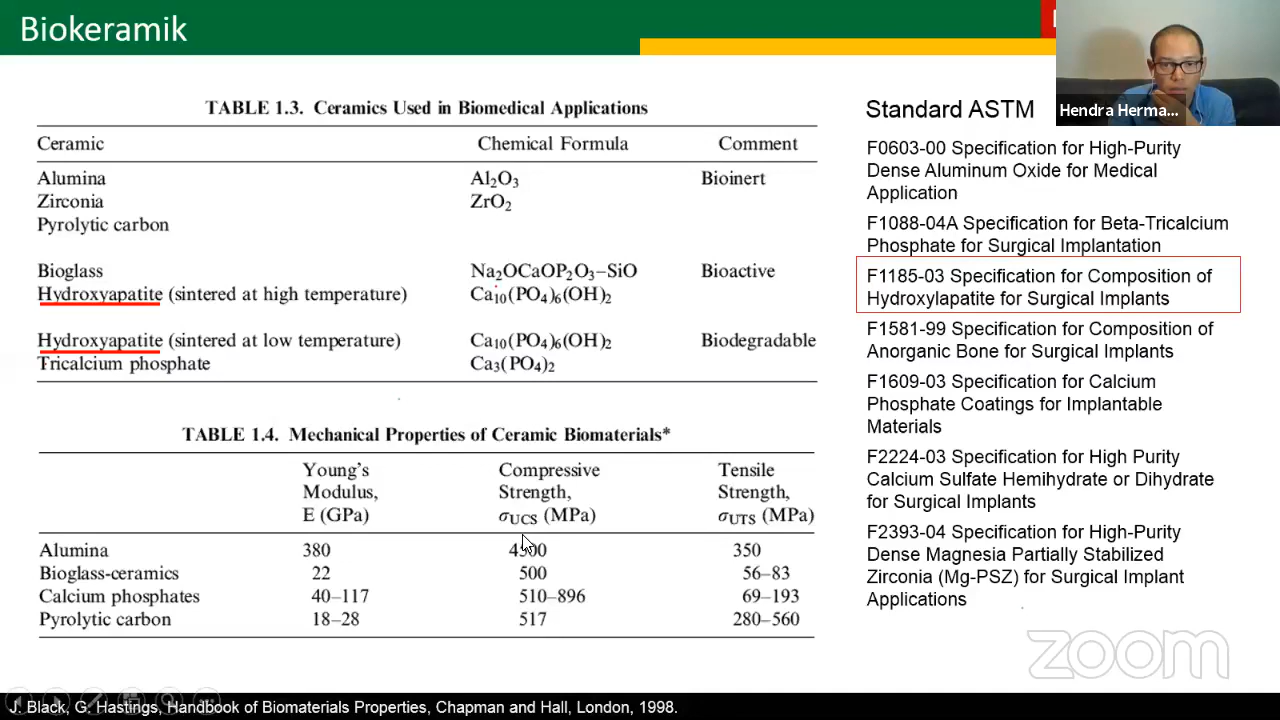 Biokeramik
TABLE 1.3. Ceramics Used in Biomedical Applications
Ceramic Chemical Formula Comment
Alumina Al₂O₃ Bioinert
Zirconia ZrO₂
Pyrolytic carbon
Bioglass Na₂OCaOP₂O₃–SiO Bioactive
Hydroxyapatite (sintered at high temperature) Ca₁₀(PO₄)₆(OH)₂
Hydroxyapatite (sintered at low temperature) Ca₁₀(PO₄)₆(OH)₂ Biodegradable
Tricalcium phosphate Ca₃(PO₄)₂
TABLE 1.4. Mechanical Properties of Ceramic Biomaterials*
Young's Compressive Tensile
Modulus, Strength, Strength,
E (GPa) σUCS (MPa) σUTS (MPa)
Alumina 380 4500 350
Bioglass-ceramics 22 500 56–83
Calcium phosphates 40–117 510–896 69–193
Pyrolytic carbon 18–28 517 280–560
Hendra Herma...
Standard ASTM
F0603-00 Specification for High-Purity
Dense Aluminum Oxide for Medical
Application
F1088-04A Specification for Beta-Tricalcium
Phosphate for Surgical Implantation
F1185-03 Specification for Composition of
Hydroxylapatite for Surgical Implants
F1581-99 Specification for Composition of
Anorganic Bone for Surgical Implants
F1609-03 Specification for Calcium
Phosphate Coatings for Implantable
Materials
F2224-03 Specification for High Purity
Calcium Sulfate Hemihydrate or Dihydrate
for Surgical Implants
F2393-04 Specification for High-Purity
Dense Magnesia Partially Stabilized
Zirconia (Mg-PSZ) for Surgical Implant
Applications
zoom
J. Black, G. Hastings, Handbook of Biomaterials Properties, Chapman and Hall, London, 1998.